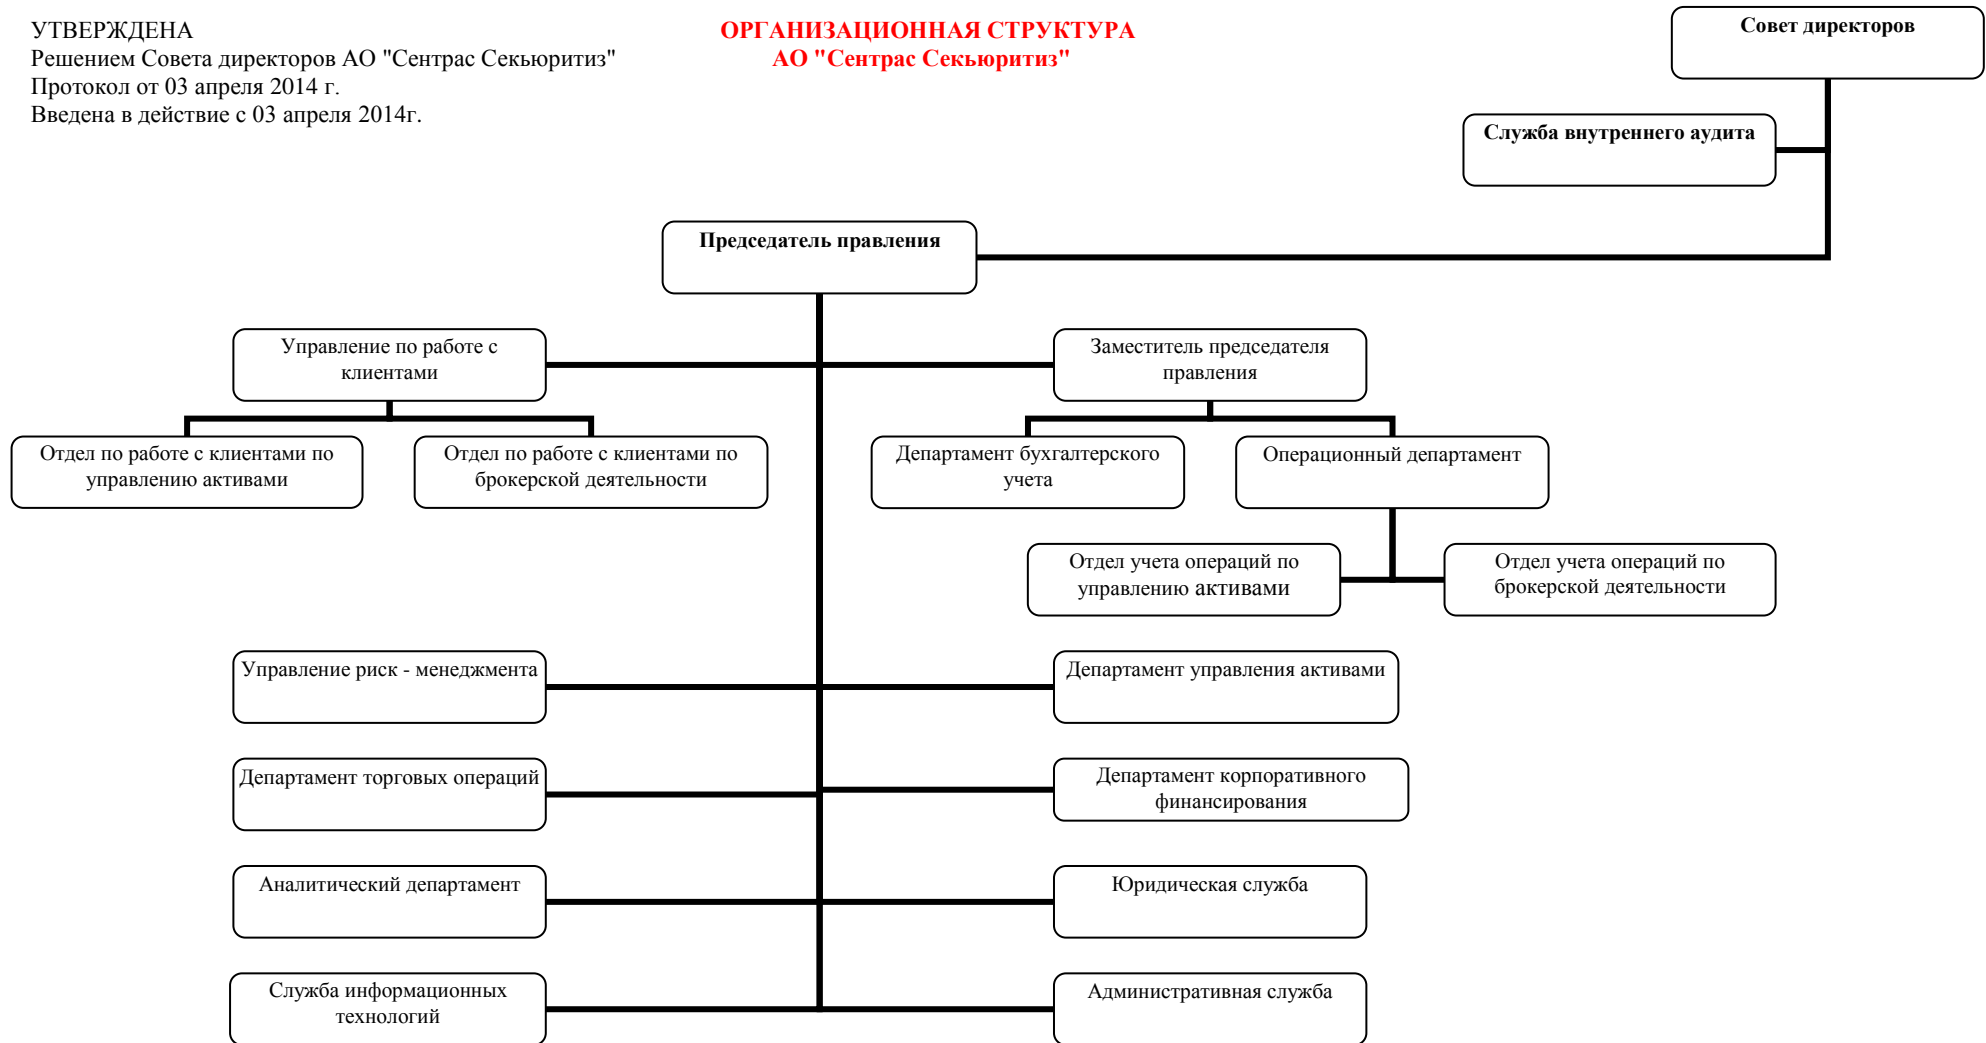 УТВЕРЖДЕНА
Решением Совета директоров АО "Сентрас Секьюритиз"
Протокол от 03 апреля 2014 г.
Введена в действие с 03 апреля 2014г.
ОРГАНИЗАЦИОННАЯ СТРУКТУРА
АО "Сентрас Секьюритиз"
Совет директоров
Служба внутреннего аудита
Председатель правления
Управление по работе с
клиентами
Заместитель председателя
правления
Отдел по работе с клиентами по
управлению активами
Отдел по работе с клиентами по
брокерской деятельности
Департамент бухгалтерского
учета
Операционный департамент
Отдел учета операций по
управлению активами
Отдел учета операций по
брокерской деятельности
Управление риск - менеджмента
Департамент управления активами
Департамент торговых операций
Департамент корпоративного
финансирования
Аналитический департамент
Юридическая служба
Служба информационных
технологий
Административная служба